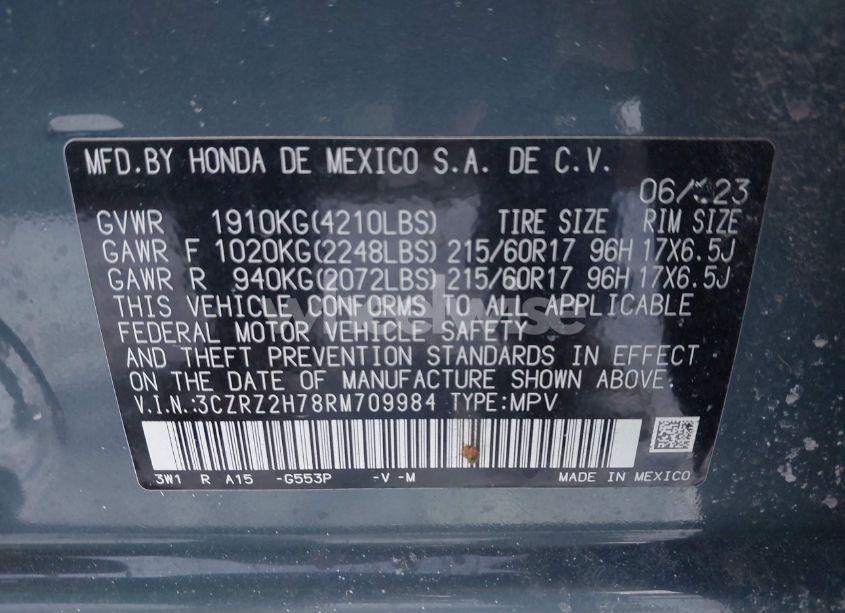 MFD.BY HONDA DE MEXICO S.A. DE C.V.
06/ 23
GVWR 1910KG(4210LBS) TIRE SIZE RIM SIZE
GAWR F 1020KG(2248LBS) 215/60R17 96H 17X6.5J
GAWR R 940KG(2072LBS) 215/60R17 96H 17X6.5J
THIS VEHICLE CONFORMS TO ALL APPLICABLE
FEDERAL MOTOR VEHICLE SAFETY
AND THEFT PREVENTION STANDARDS IN EFFECT
ON THE DATE OF MANUFACTURE SHOWN ABOVE.
V.I.N.:3CZRZ2H78RM709984 TYPE:MPV
3W1 R A15 -G553P -V -M MADE IN MEXICO